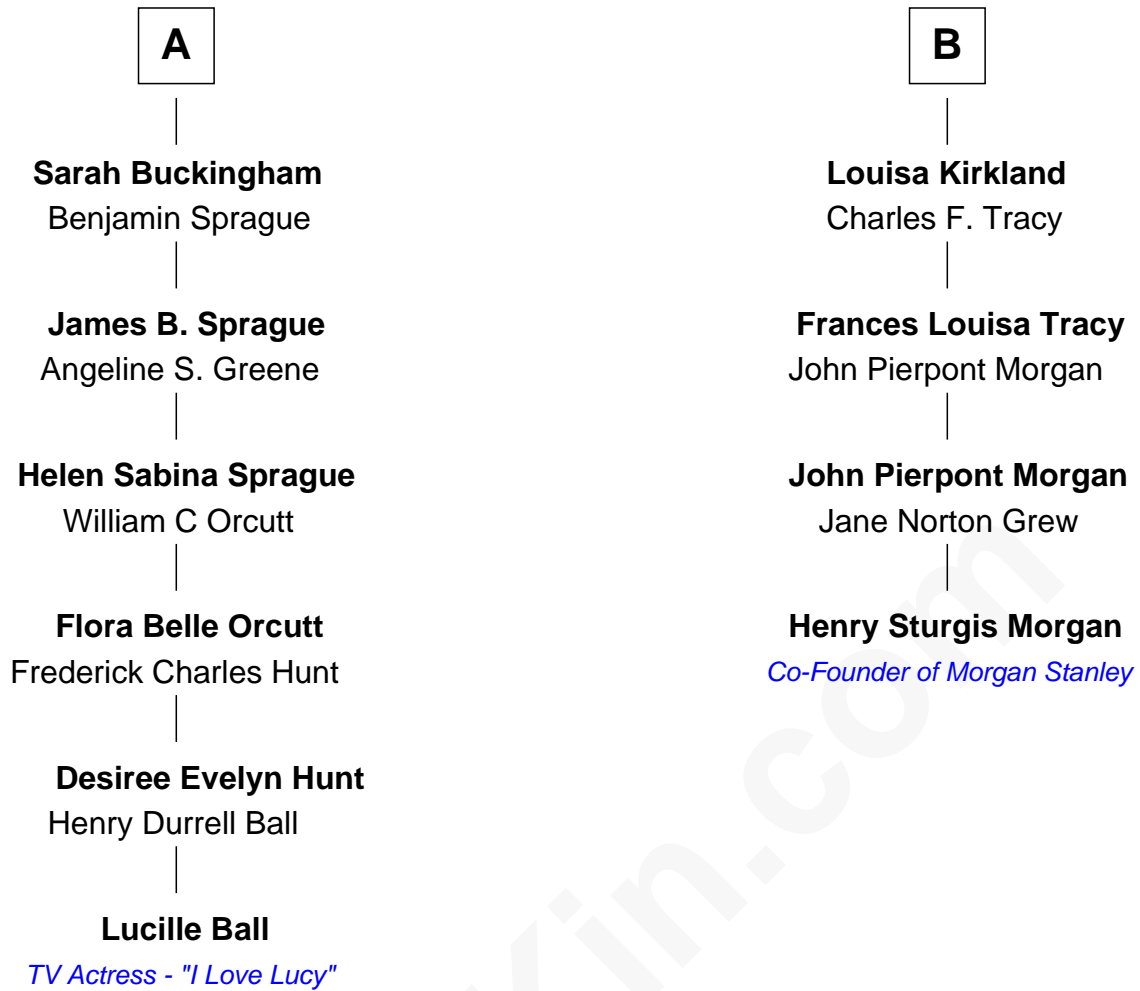 A
Sarah Buckingham
Benjamin Sprague
James B. Sprague
Angeline S. Greene
Helen Sabina Sprague
William C Orcutt
Flora Belle Orcutt
Frederick Charles Hunt
Desiree Evelyn Hunt
Henry Durrell Ball
Lucille Ball
TV Actress - "I Love Lucy"
B
Louisa Kirkland
Charles F. Tracy
Frances Louisa Tracy
John Pierpont Morgan
John Pierpont Morgan
Jane Norton Grew
Henry Sturgis Morgan
Co-Founder of Morgan Stanley
in.com